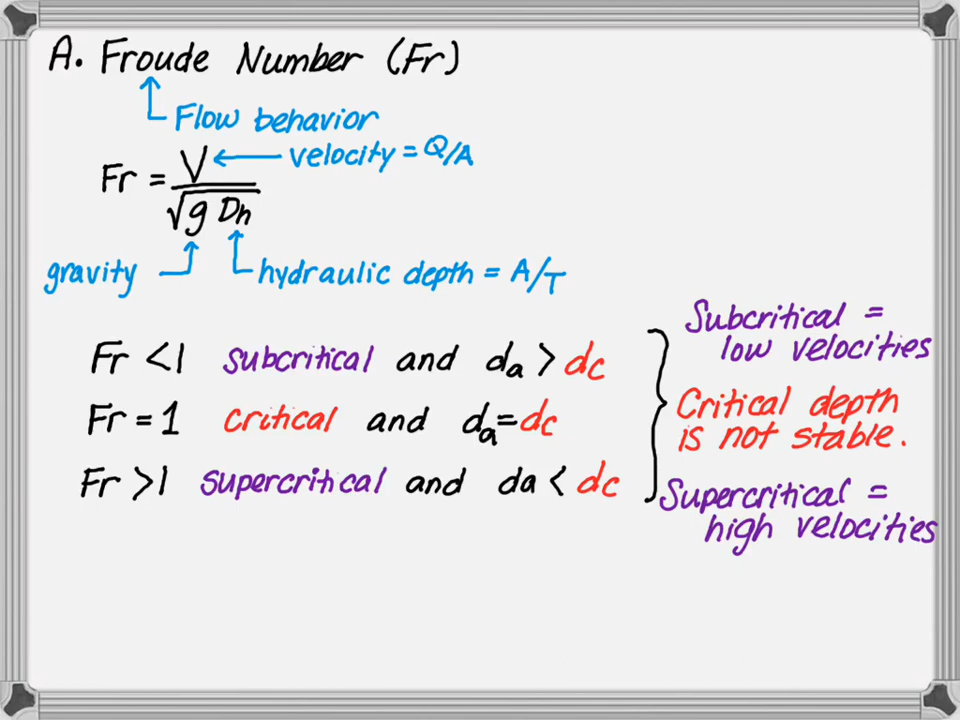 A. Froude Number (Fr)
Flow behavior
Fr = V / √g Dh
velocity = Q/A
gravity
hydraulic depth = A/T
Fr < 1 subcritical and da > dc
Fr = 1 critical and da = dc
Fr > 1 supercritical and da < dc
Subcritical =
low velocities
Critical depth
is not stable.
Supercritical =
high velocities